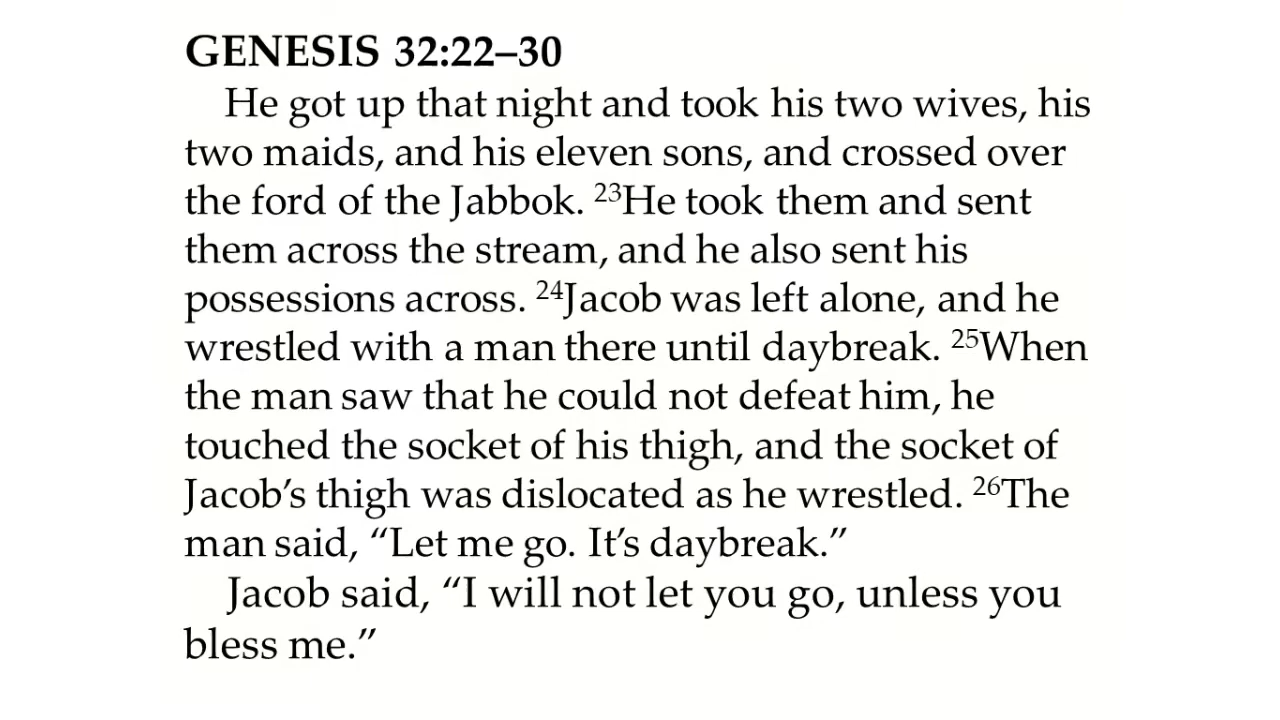 GENESIS 32:22–30
He got up that night and took his two wives, his
two maids, and his eleven sons, and crossed over
the ford of the Jabbok. ²³He took them and sent
them across the stream, and he also sent his
possessions across. ²⁴Jacob was left alone, and he
wrestled with a man there until daybreak. ²⁵When
the man saw that he could not defeat him, he
touched the socket of his thigh, and the socket of
Jacob’s thigh was dislocated as he wrestled. ²⁶The
man said, “Let me go. It’s daybreak.”
Jacob said, “I will not let you go, unless you
bless me.”